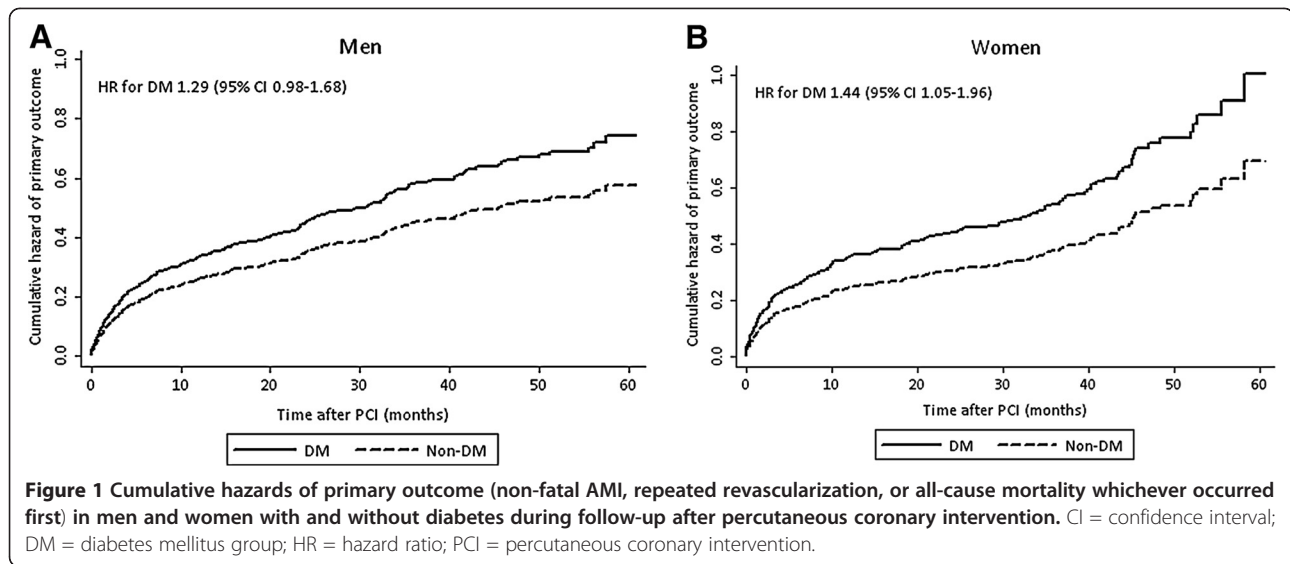 A
Men
HR for DM 1.29 (95% CI 0.98-1.68)
Cumulative hazard of primary outcome
1.0
0.8
0.6
0.4
0.2
0.0
0 10 20 30 40 50 60
Time after PCI (months)
DM Non-DM
B
Women
HR for DM 1.44 (95% CI 1.05-1.96)
Cumulative hazard of primary outcome
1.0
0.8
0.6
0.4
0.2
0.0
0 10 20 30 40 50 60
Time after PCI (months)
DM Non-DM
Figure 1 Cumulative hazards of primary outcome (non-fatal AMI, repeated revascularization, or all-cause mortality whichever occurred
first) in men and women with and without diabetes during follow-up after percutaneous coronary intervention. CI = confidence interval;
DM = diabetes mellitus group; HR = hazard ratio; PCI = percutaneous coronary intervention.